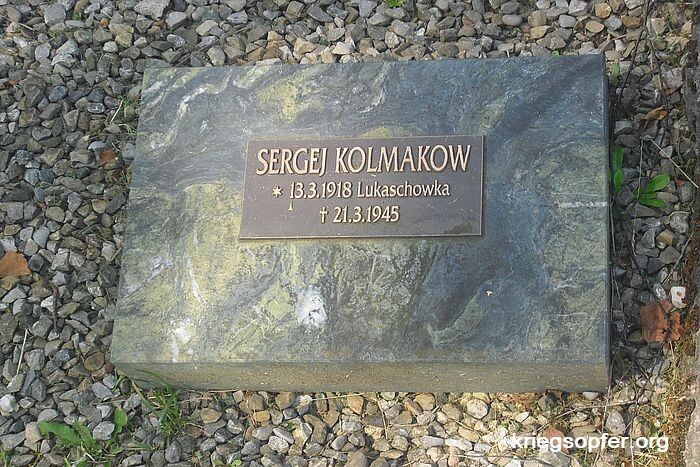 SERGEJ KOLMAKOW
* 13.3.1918 Lukaschowka
† 21.3.1945
kriegsopfer.org